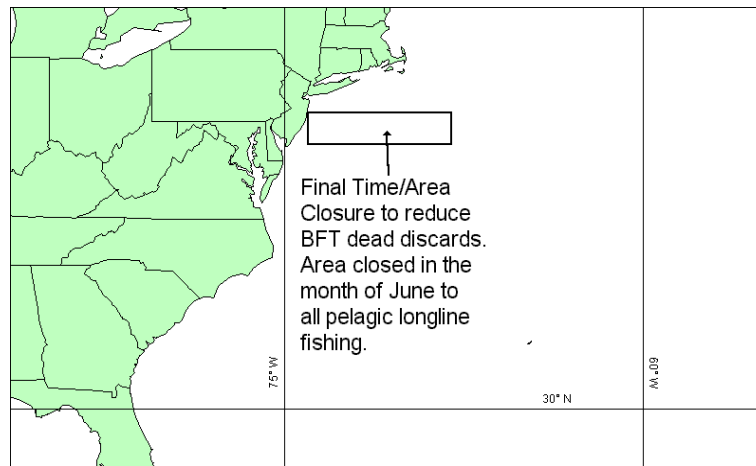 Final Time/Area
Closure to reduce
BFT dead discards.
Area closed in the
month of June to
all pelagic longline
fishing.
75° W
60° W
30° N